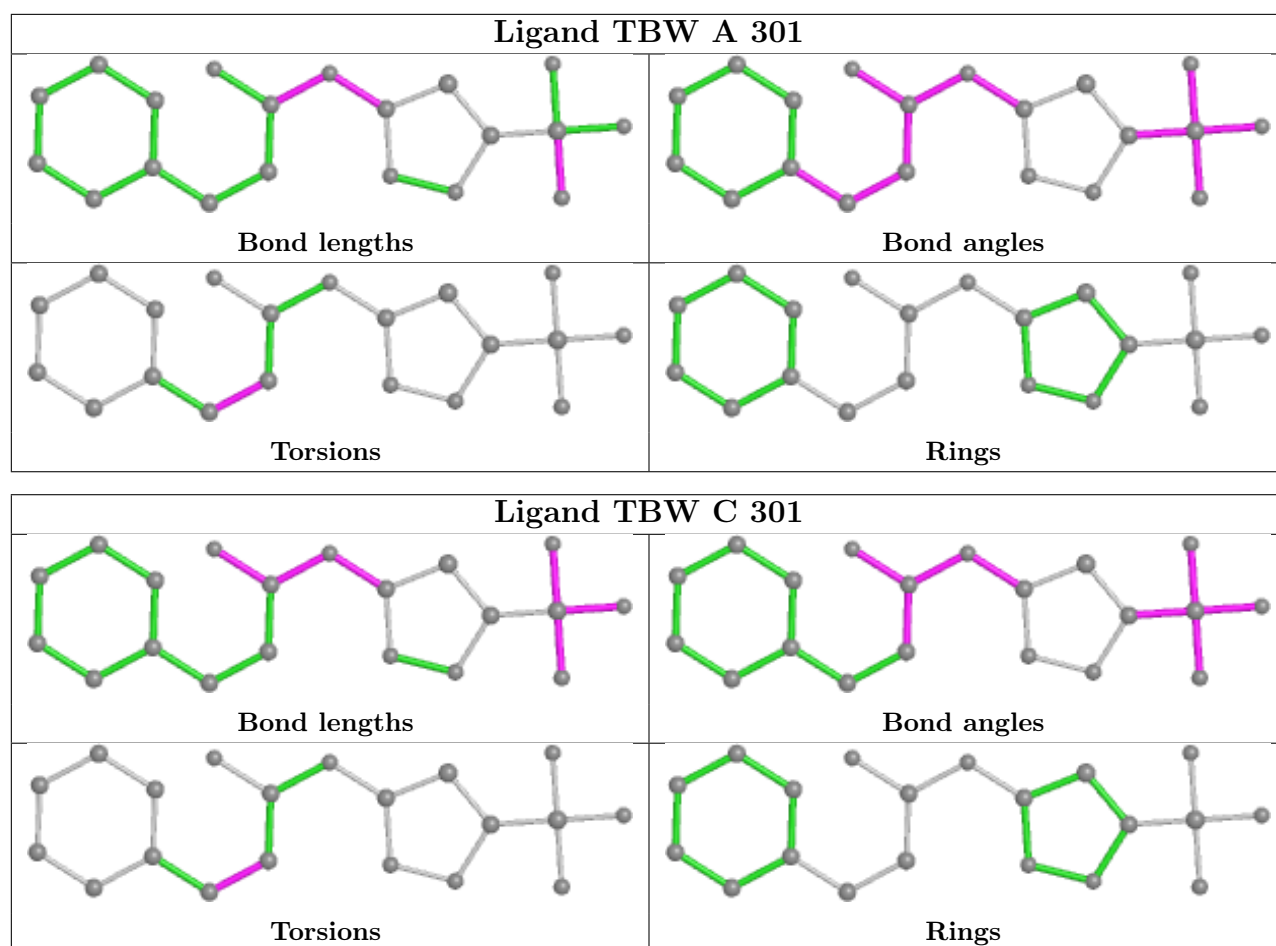 Ligand TBW A 301
Bond lengths
Bond angles
Torsions
Rings
Ligand TBW C 301
Bond lengths
Bond angles
Torsions
Rings